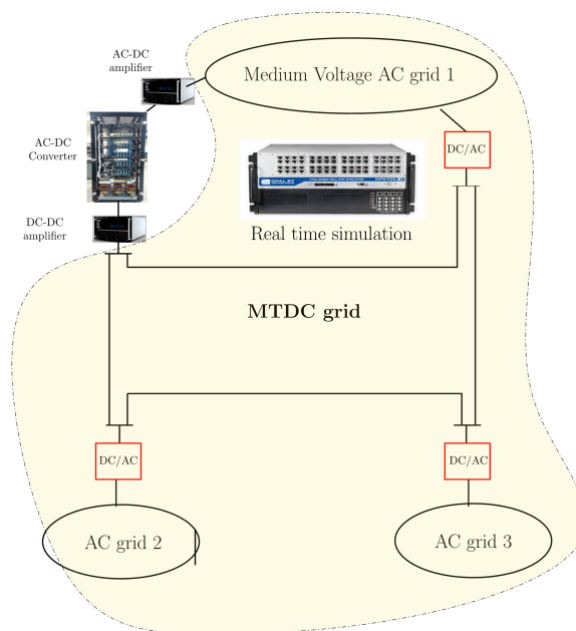 AC-DC
amplifier
Medium Voltage AC grid 1
AC-DC
Converter
DC/AC
DC-DC
amplifier
Real time simulation
MTDC grid
DC/AC
DC/AC
AC grid 2
AC grid 3